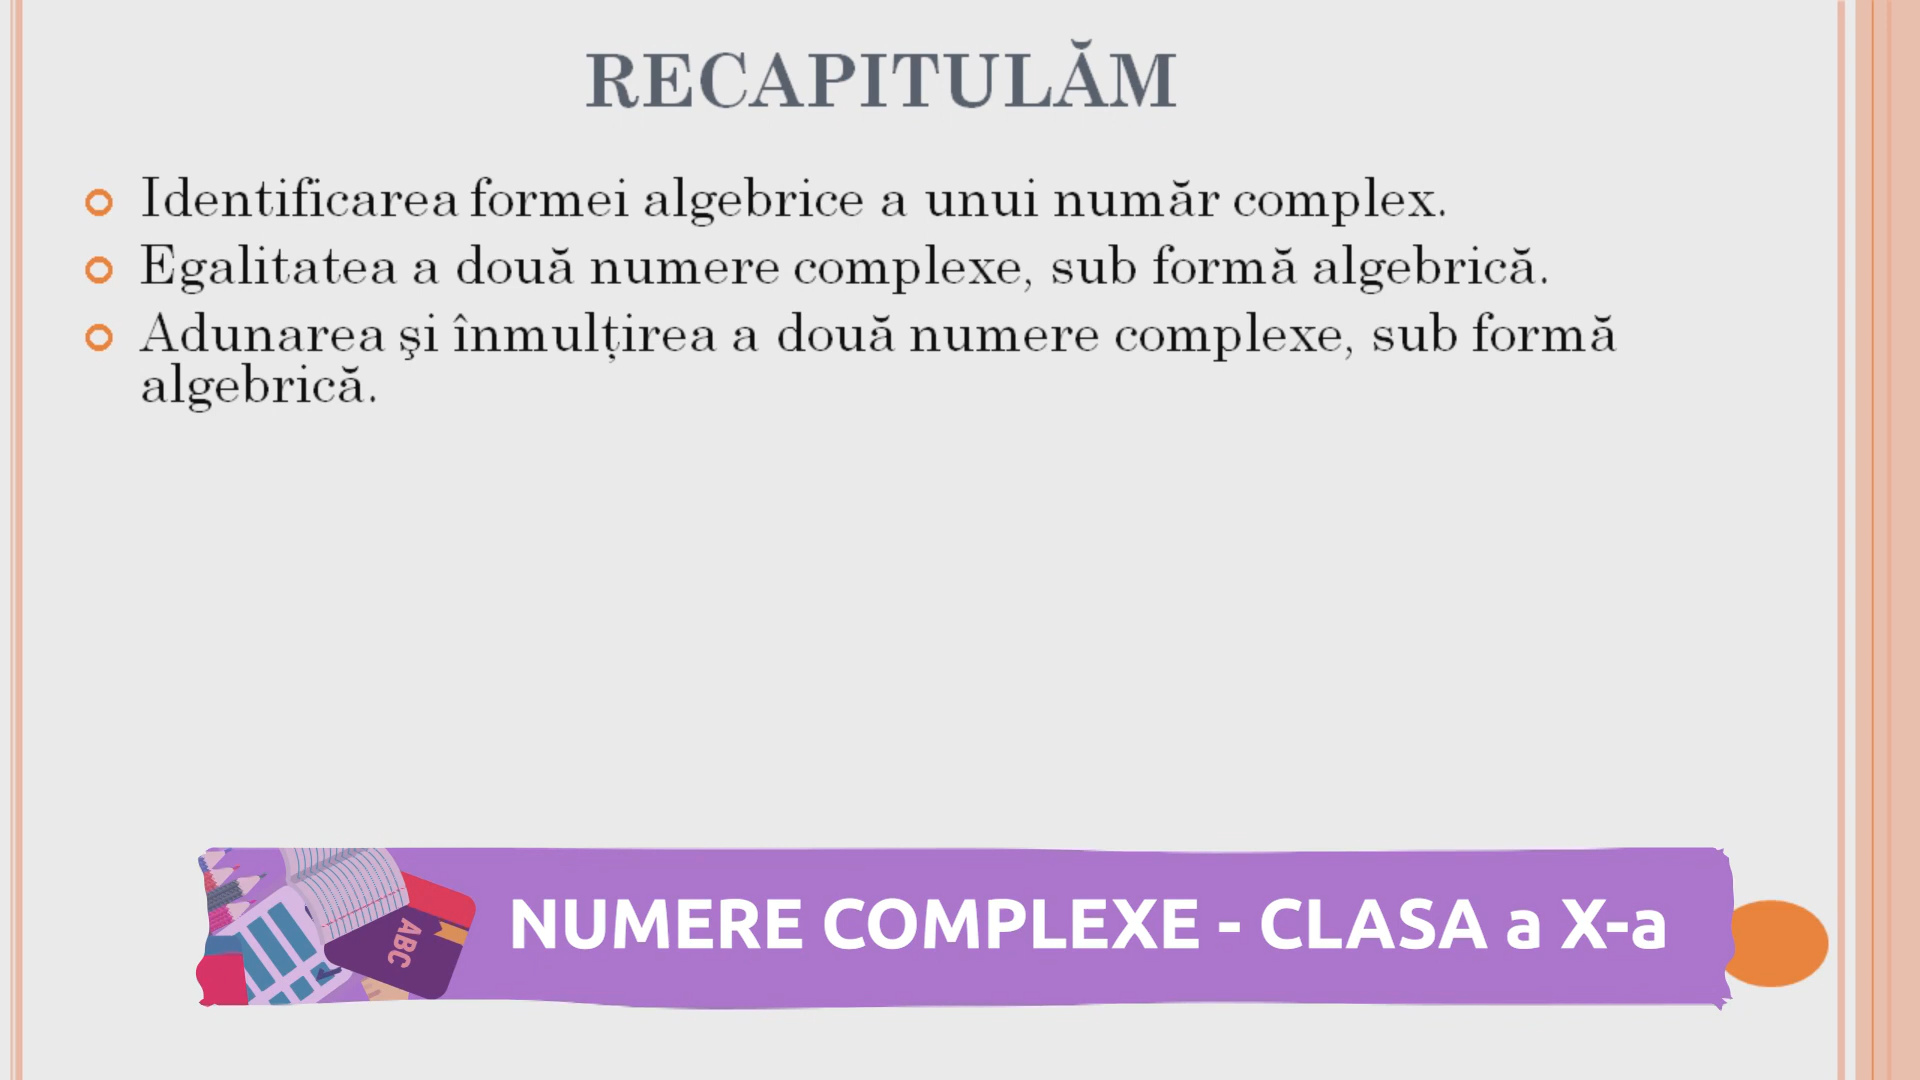 RECAPITULĂM
Identificarea formei algebrice a unui număr complex.
Egalitatea a două numere complexe, sub formă algebrică.
Adunarea şi înmulţirea a două numere complexe, sub formă
algebrică.
ABC
NUMERE COMPLEXE - CLASA a X-a